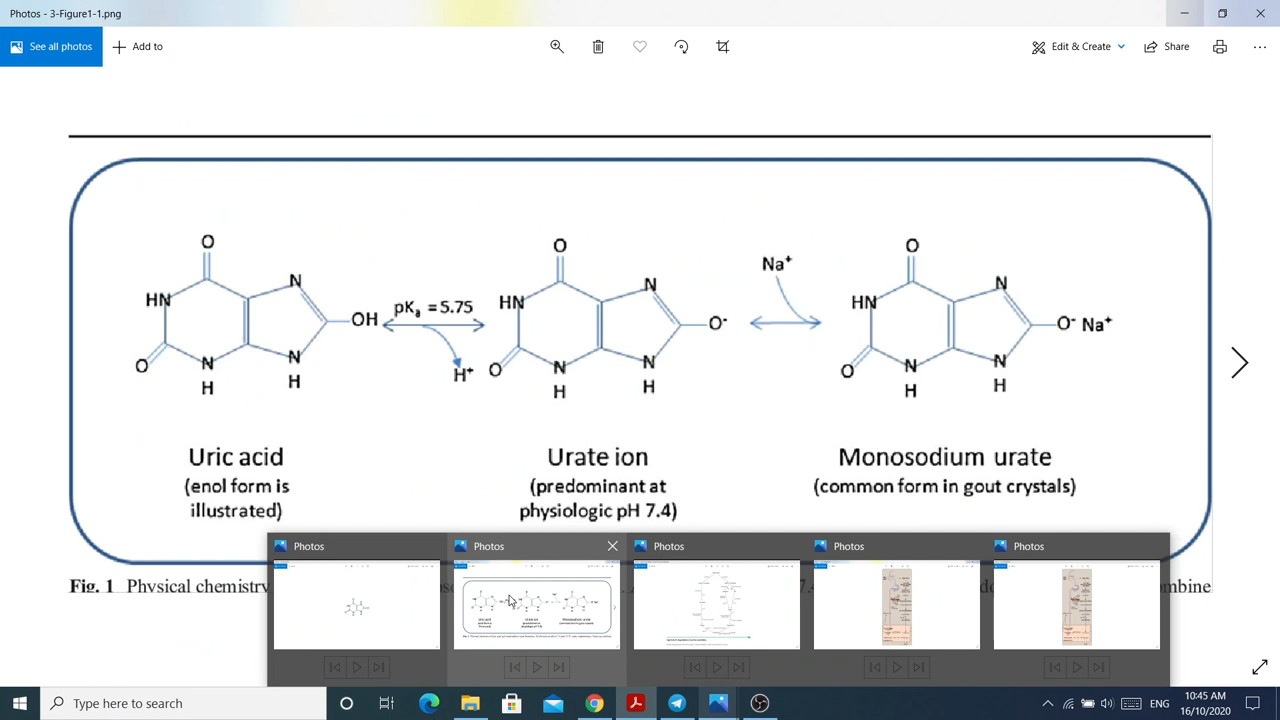 Photos - 3-Figure1-1.png
See all photos
Add to
Edit & Create
Share
O
N
HN
OH
O
N
H
N
H
pKa = 5.75
H+
O
N
HN
O-
O
N
H
N
H
Na+
O
N
HN
O- Na+
O
N
H
N
H
Uric acid
(enol form is
illustrated)
Urate ion
(predominant at
physiologic pH 7.4)
Monosodium urate
(common form in gout crystals)
Fig. 1 Physical chemistry
Photos
Photos
Photos
Photos
Photos
Type here to search
ENG
10:45 AM
16/10/2020